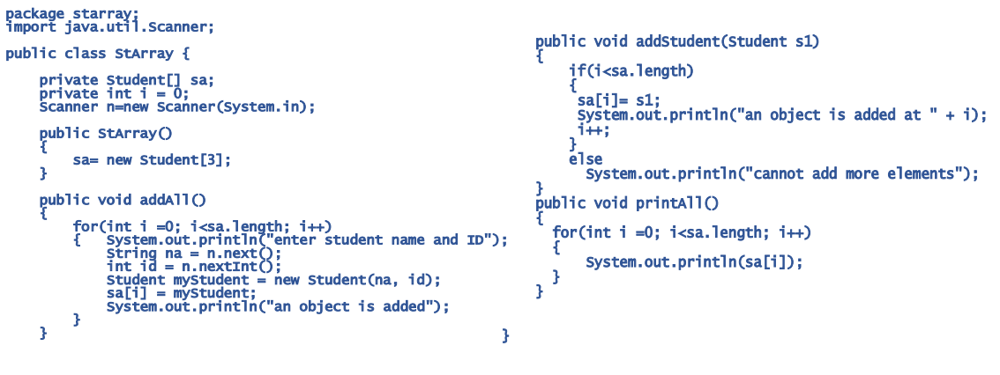 package starray;
import java.util.Scanner;

public class StArray {

    private Student[] sa;
    private int i = 0;
    Scanner n=new Scanner(System.in);

    public StArray()
    {
        sa= new Student[3];
    }

    public void addAll()
    {
        for(int i =0; i<sa.length; i++)
        {   System.out.println("enter student name and ID");
            String na = n.next();
            int id = n.nextInt();
            Student myStudent = new Student(na, id);
            sa[i] = myStudent;
            System.out.println("an object is added");
        }
    }

    public void addStudent(Student s1)
    {
        if(i<sa.length)
        {
         sa[i]= s1;
         System.out.println("an object is added at " + i);
         i++;
        }
        else
          System.out.println("cannot add more elements");
    }
    public void printAll()
    {
      for(int i =0; i<sa.length; i++)
      {
          System.out.println(sa[i]);
      }
    }
}